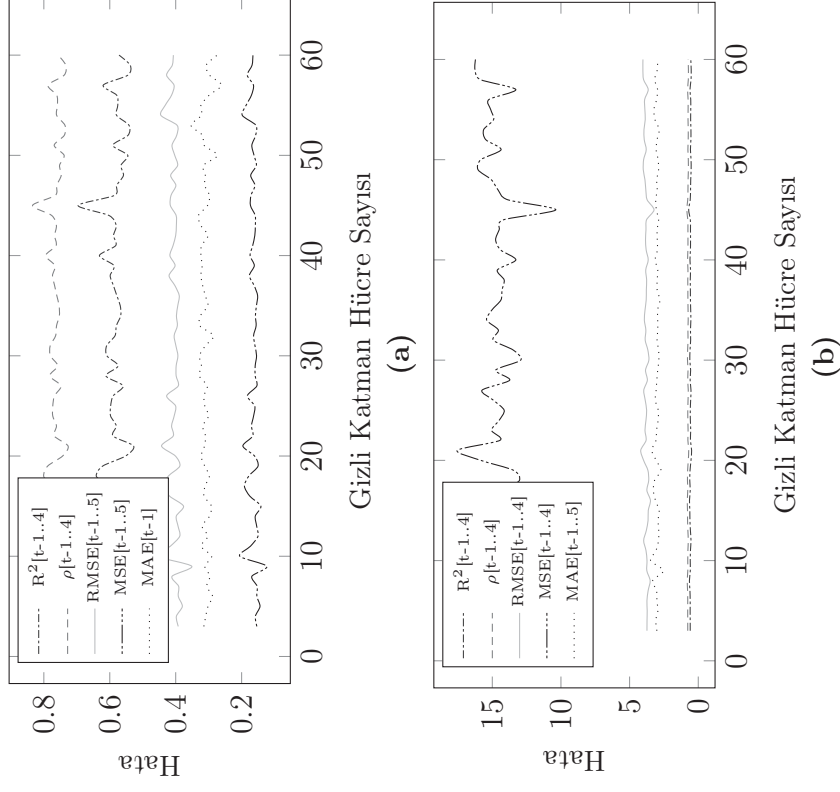 0.8
0.6
0.4
0.2
Hata
R²[t-1..4]
ρ[t-1..4]
RMSE[t-1..5]
MSE[t-1..5]
MAE[t-1]
0 10 20 30 40 50 60
Gizli Katman Hücre Sayısı
(a)
15
10
5
0
Hata
R²[t-1..4]
ρ[t-1..4]
RMSE[t-1..4]
MSE[t-1..4]
MAE[t-1..5]
0 10 20 30 40 50 60
Gizli Katman Hücre Sayısı
(b)